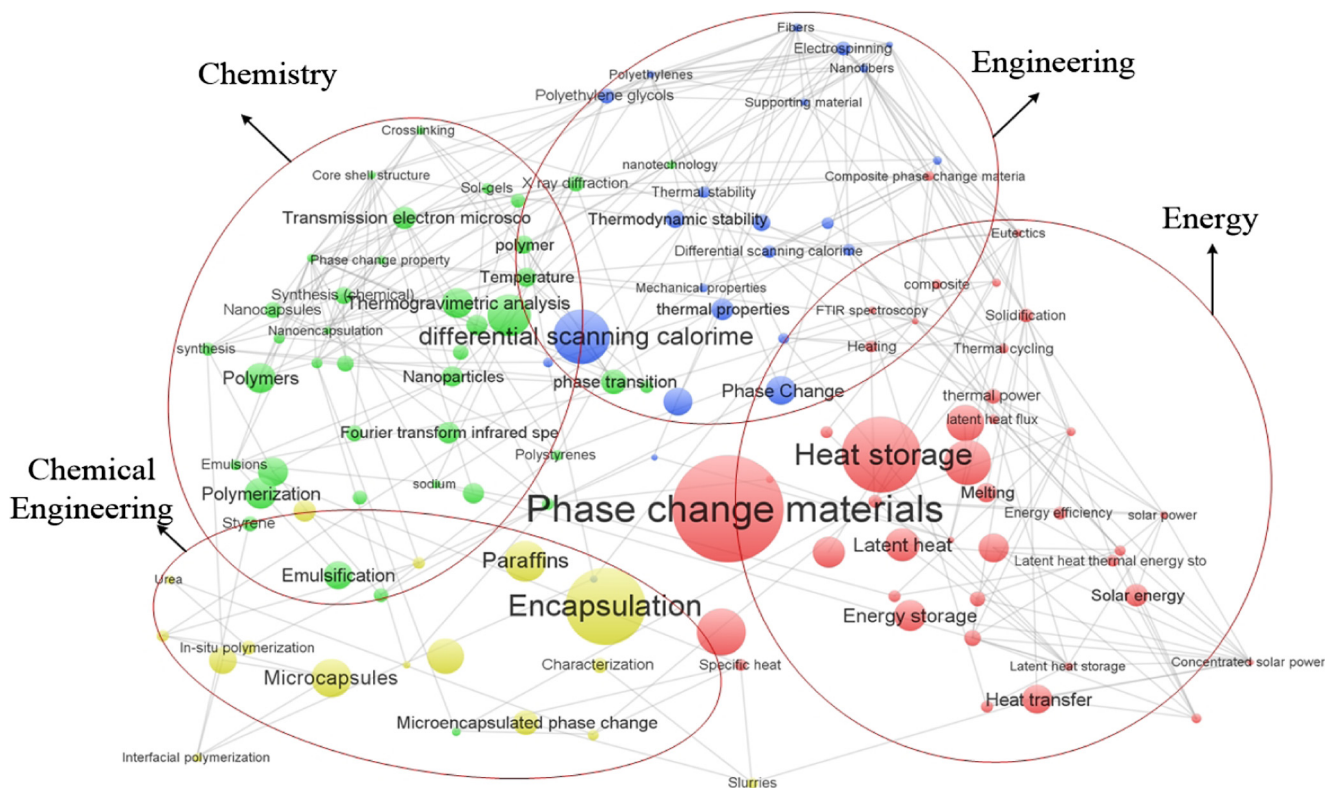 Fibers
Electrospinning
Engineering
Chemistry
Polyethylenes
Nanofibers
Polyethylene glycols
Supporting material
Crosslinking
nanotechnology
Core shell structure
Sol-gels
X ray diffraction
Composite phase change materia
Thermal stability
Transmission electron microsco
Thermodynamic stability
Energy
Eutectics
polymer
Differential scanning calorime
Phase change property
Temperature
Mechanical properties
composite
Synthesis (chemical)
Thermogravimetric analysis
Nanocapsules
thermal properties
FTIR spectroscopy
Solidification
Nanoencapsulation
differential scanning calorime
synthesis
Heating
Thermal cycling
Polymers
Nanoparticles
phase transition
Phase Change
thermal power
latent heat flux
Fourier transform infrared spe
Polystyrenes
Heat storage
Emulsions
Chemical
Engineering
sodium
Polymerization
Melting
Phase change materials
Energy efficiency
solar power
Styrene
Latent heat
Paraffins
Latent heat thermal energy sto
Emulsification
Urea
Solar energy
Encapsulation
Energy storage
In-situ polymerization
Characterization
Specific heat
Latent heat storage
Concentrated solar power
Microcapsules
Heat transfer
Microencapsulated phase change
Interfacial polymerization
Slurries